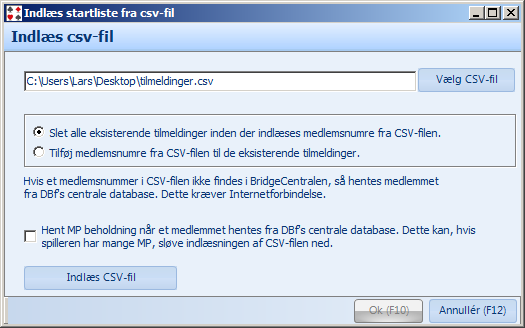 Indlæs startliste fra csv-fil
Indlæs csv-fil
C:\Users\Lars\Desktop\tilmeldinger.csv
Vælg CSV-fil
Slet alle eksisterende tilmeldinger inden der indlæses medlemsnumre fra CSV-filen.
Tilføj medlemsnumre fra CSV-filen til de eksisterende tilmeldinger.
Hvis et medlemsnummer i CSV-filen ikke findes i BridgeCentralen, så hentes medlemmet
fra DBf's centrale database. Dette kræver Internetforbindelse.
Hent MP beholdning når et medlemmet hentes fra DBf's centrale database. Dette kan, hvis
spilleren har mange MP, sløve indlæsningen af CSV-filen ned.
Indlæs CSV-fil
Ok (F10)
Annullér (F12)